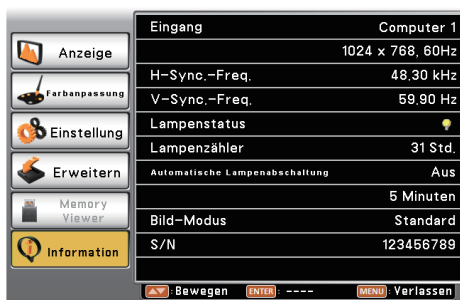 Anzeige
Farbanpassung
Einstellung
Erweitern
Memory
Viewer
Information
Eingang Computer 1
1024 x 768, 60Hz
H-Sync.-Freq. 48,30 kHz
V-Sync.-Freq. 59,90 Hz
Lampenstatus
Lampenzähler 31 Std.
Automatische Lampenabschaltung Aus
5 Minuten
Bild-Modus Standard
S/N 123456789
:Bewegen ENTER : ---- MENU : Verlassen